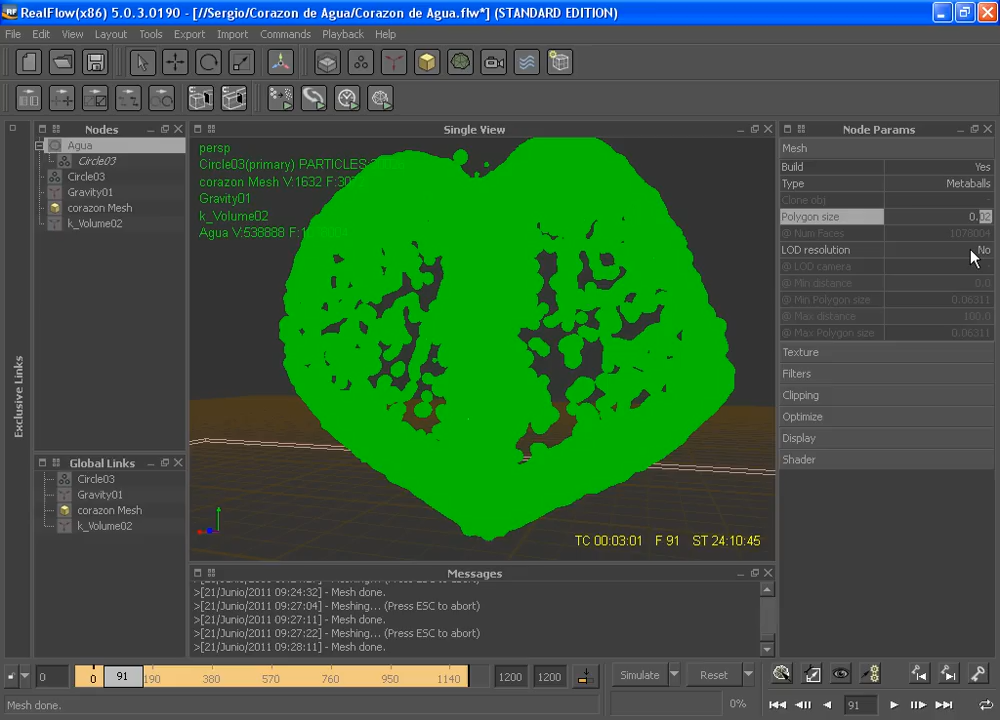 RealFlow(x86) 5.0.3.0190 - [//Sergio/Corazon de Agua/Corazon de Agua.flw*] (STANDARD EDITION)
File Edit View Layout Tools Export Import Commands Playback Help
Nodes
Agua
Circle03
Circle03
Gravity01
corazon Mesh
k_Volume02
Exclusive Links
Global Links
Circle03
Gravity01
corazon Mesh
k_Volume02
Single View
persp
Circle03(primary) PARTICLES
corazon Mesh V:1632
Gravity01
k_Volume02
Agua V:538888
TC 00:03:01 F 91 ST 24:10:45
Messages
>[21/Junio/2011 09:24:32] - Mesh done.
>[21/Junio/2011 09:27:04] - Meshing... (Press ESC to abort)
>[21/Junio/2011 09:27:11] - Mesh done.
>[21/Junio/2011 09:27:22] - Meshing... (Press ESC to abort)
>[21/Junio/2011 09:28:11] - Mesh done.
Node Params
Mesh
Build Yes
Type Metaballs
Clone obj -
Polygon size 0.02
@ Num Faces 1078004
LOD resolution No
@ LOD camera
@ Min distance 0.0
@ Min Polygon size 0.06311
@ Max distance 100.0
@ Max Polygon size 0.06311
Texture
Filters
Clipping
Optimize
Display
Shader
0 0 91 190 380 570 760 950 1140 1200 1200
Simulate Reset
0% 91
Mesh done.